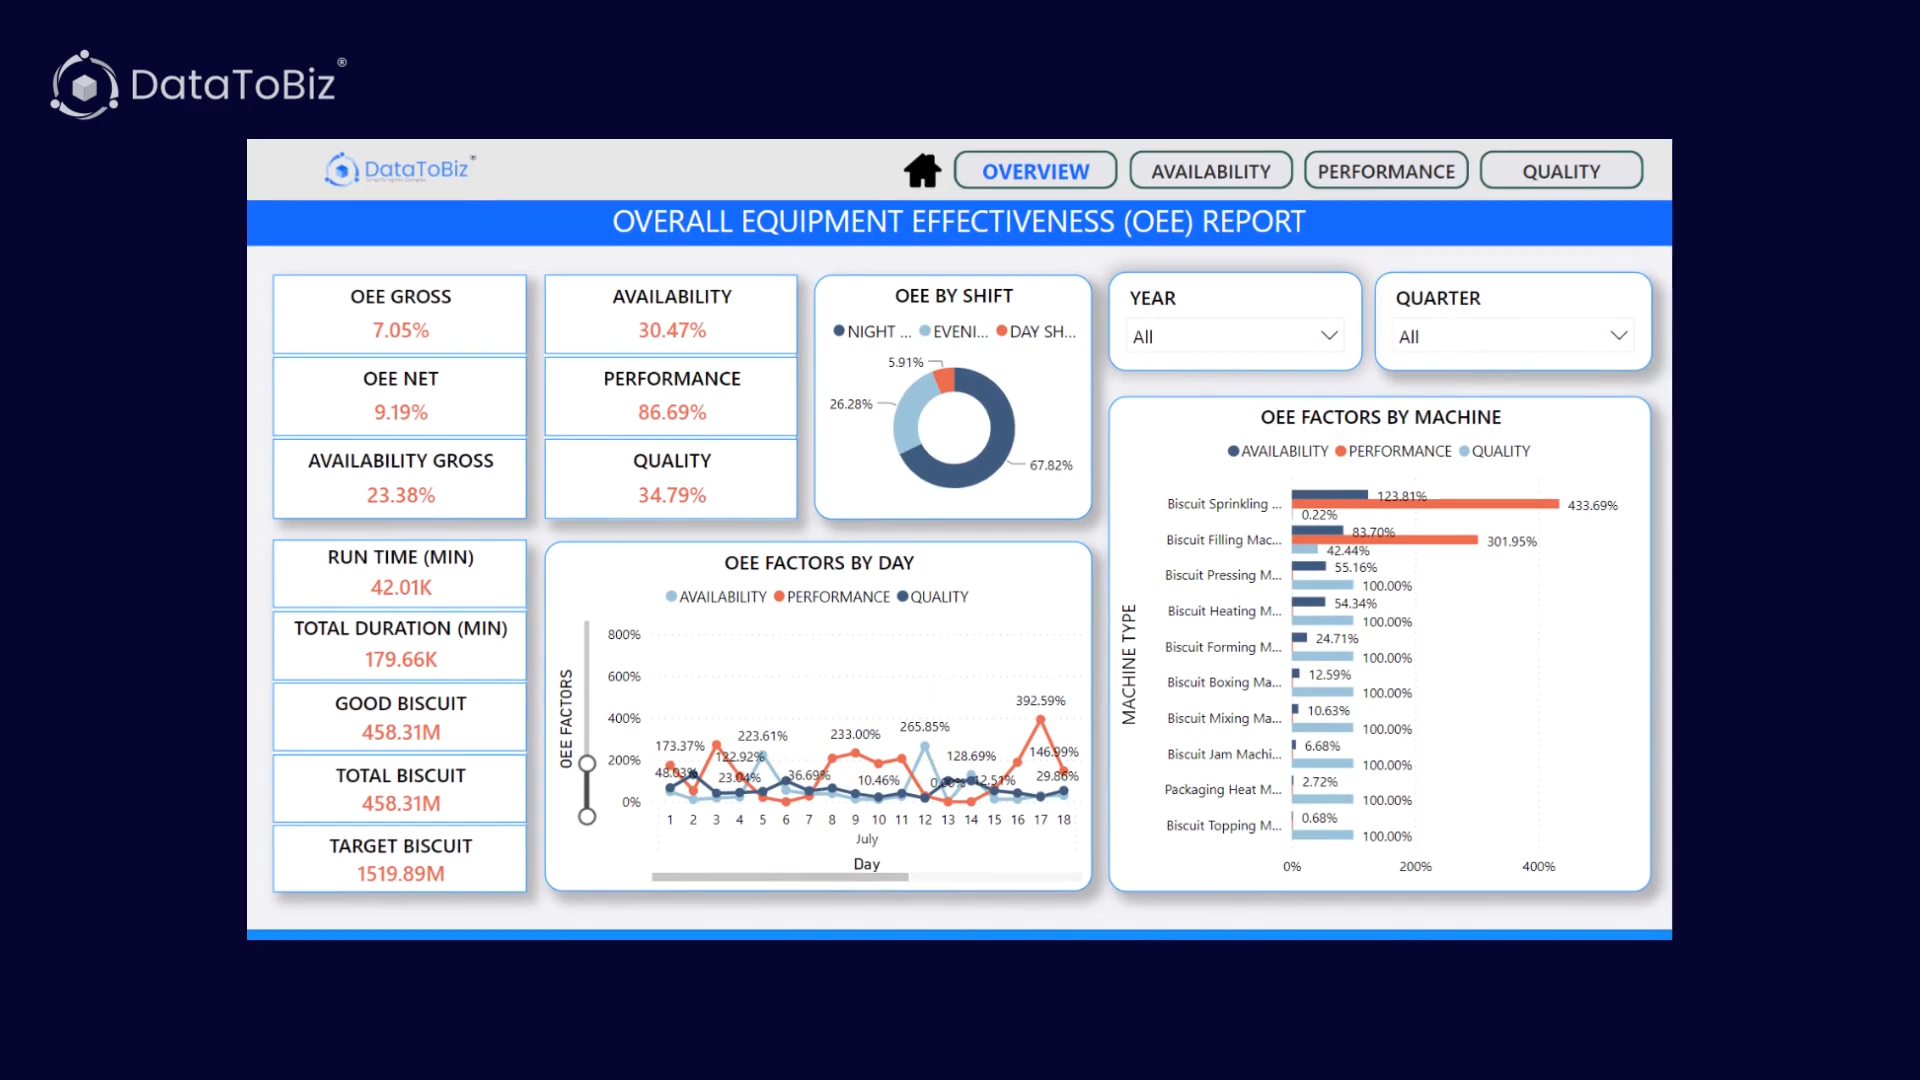 DataToBiz®
DataToBiz®
OVERVIEW
AVAILABILITY
PERFORMANCE
QUALITY
OVERALL EQUIPMENT EFFECTIVENESS (OEE) REPORT
OEE GROSS
7.05%
OEE NET
9.19%
AVAILABILITY GROSS
23.38%
AVAILABILITY
30.47%
PERFORMANCE
86.69%
QUALITY
34.79%
OEE BY SHIFT
NIGHT ... EVENI... DAY SH...
5.91%
26.28%
67.82%
YEAR
All
QUARTER
All
RUN TIME (MIN)
42.01K
TOTAL DURATION (MIN)
179.66K
GOOD BISCUIT
458.31M
TOTAL BISCUIT
458.31M
TARGET BISCUIT
1519.89M
OEE FACTORS BY DAY
AVAILABILITY PERFORMANCE QUALITY
OEE FACTORS
800%
600%
400%
200%
0%
173.37%
48.03%
122.92%
23.04%
223.61%
36.69%
233.00%
10.46%
265.85%
0.00%
128.69%
12.51%
392.59%
146.99%
29.86%
1 2 3 4 5 6 7 8 9 10 11 12 13 14 15 16 17 18
July
Day
OEE FACTORS BY MACHINE
AVAILABILITY PERFORMANCE QUALITY
MACHINE TYPE
Biscuit Sprinkling ... 123.81% 433.69% 0.22%
Biscuit Filling Mac... 83.70% 301.95% 42.44%
Biscuit Pressing M... 55.16% 100.00%
Biscuit Heating M... 54.34% 100.00%
Biscuit Forming M... 24.71% 100.00%
Biscuit Boxing Ma... 12.59% 100.00%
Biscuit Mixing Ma... 10.63% 100.00%
Biscuit Jam Machi... 6.68% 100.00%
Packaging Heat M... 2.72% 100.00%
Biscuit Topping M... 0.68% 100.00%
0% 200% 400%